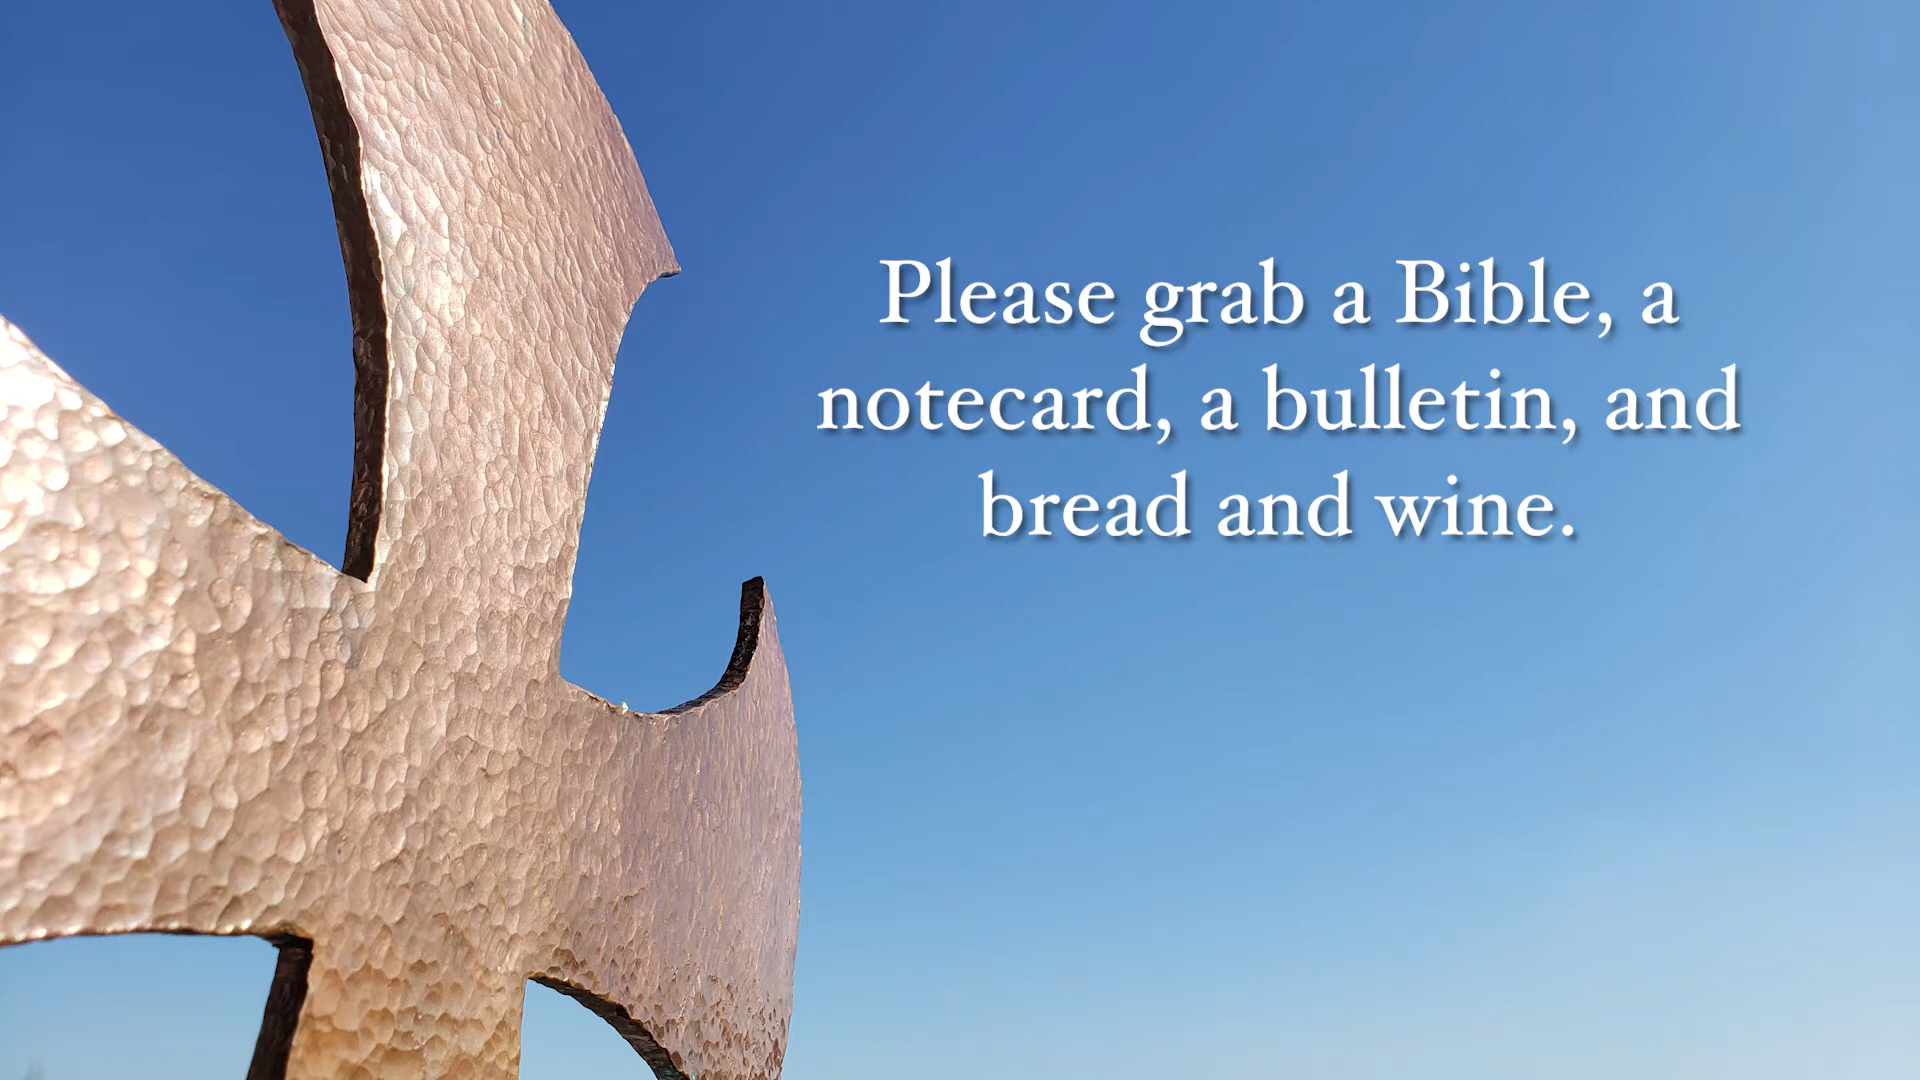 Please grab a Bible, a
notecard, a bulletin, and
bread and wine.